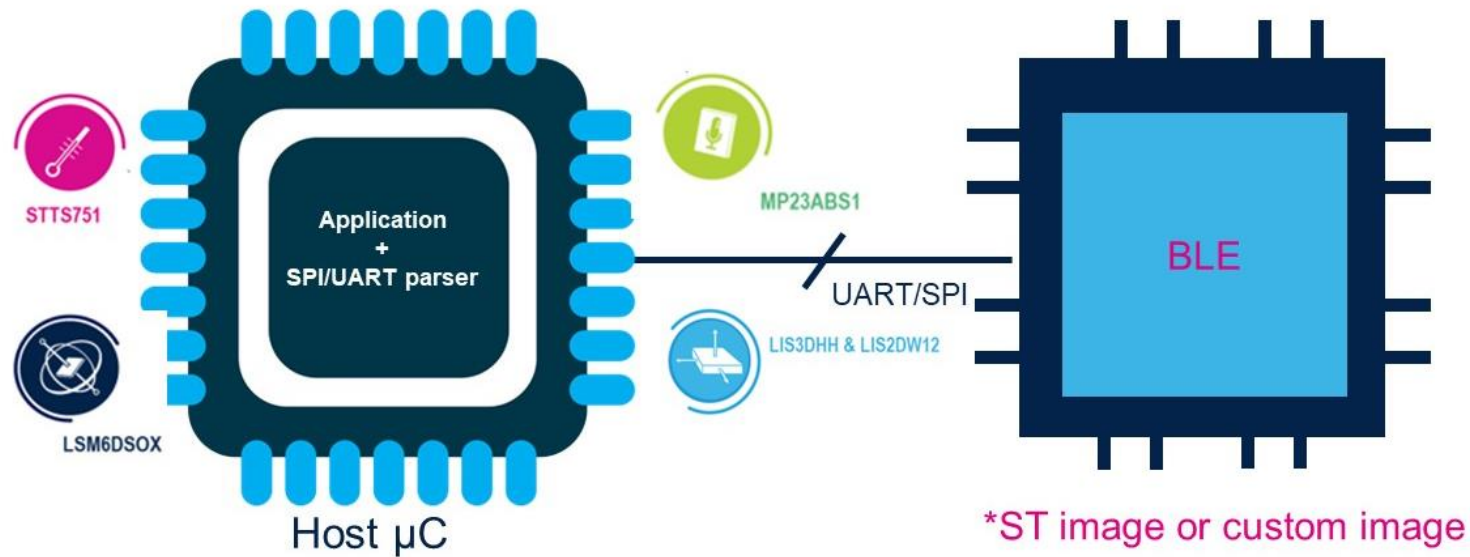 STTS751
LSM6DSOX
Application
+
SPI/UART parser
Host µC
MP23ABS1
UART/SPI
LIS3DHH & LIS2DW12
BLE
*ST image or custom image